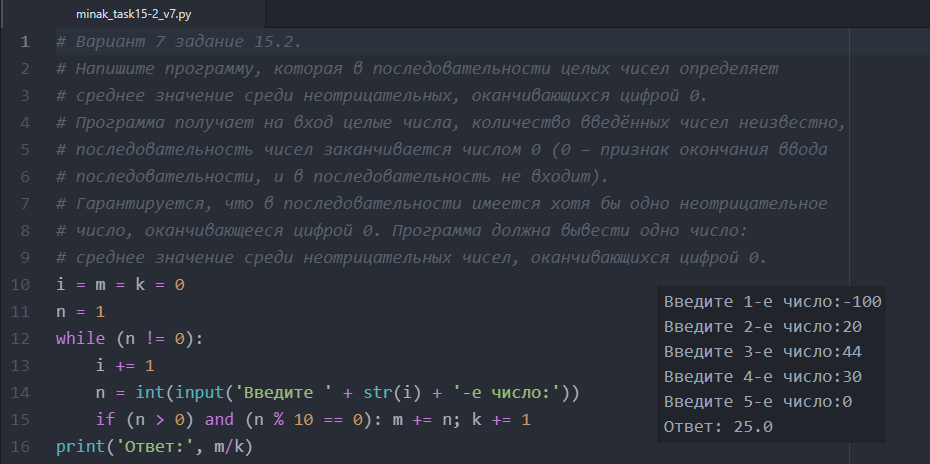 minak_task15-2_v7.py
1 # Вариант 7 задание 15.2.
2 # Напишите программу, которая в последовательности целых чисел определяет
3 # среднее значение среди неотрицательных, оканчивающихся цифрой 0.
4 # Программа получает на вход целые числа, количество введённых чисел неизвестно,
5 # последовательность чисел заканчивается числом 0 (0 – признак окончания ввода
6 # последовательности, и в последовательность не входит).
7 # Гарантируется, что в последовательности имеется хотя бы одно неотрицательное
8 # число, оканчивающееся цифрой 0. Программа должна вывести одно число:
9 # среднее значение среди неотрицательных чисел, оканчивающихся цифрой 0.
10 i = m = k = 0
11 n = 1
12 while (n != 0):
13     i += 1
14     n = int(input('Введите ' + str(i) + '-е число:'))
15     if (n > 0) and (n % 10 == 0): m += n; k += 1
16 print('Ответ:', m/k)
Введите 1-е число:-100
Введите 2-е число:20
Введите 3-е число:44
Введите 4-е число:30
Введите 5-е число:0
Ответ: 25.0